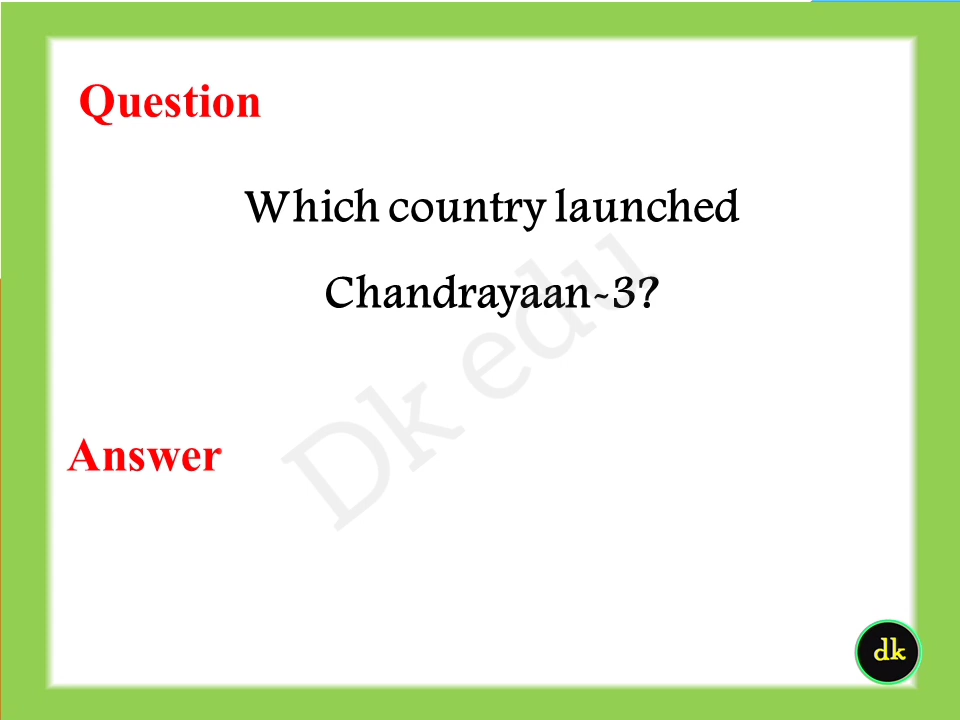 Question
Which country launched
Chandrayaan-3?
Dk edu
Answer
dk